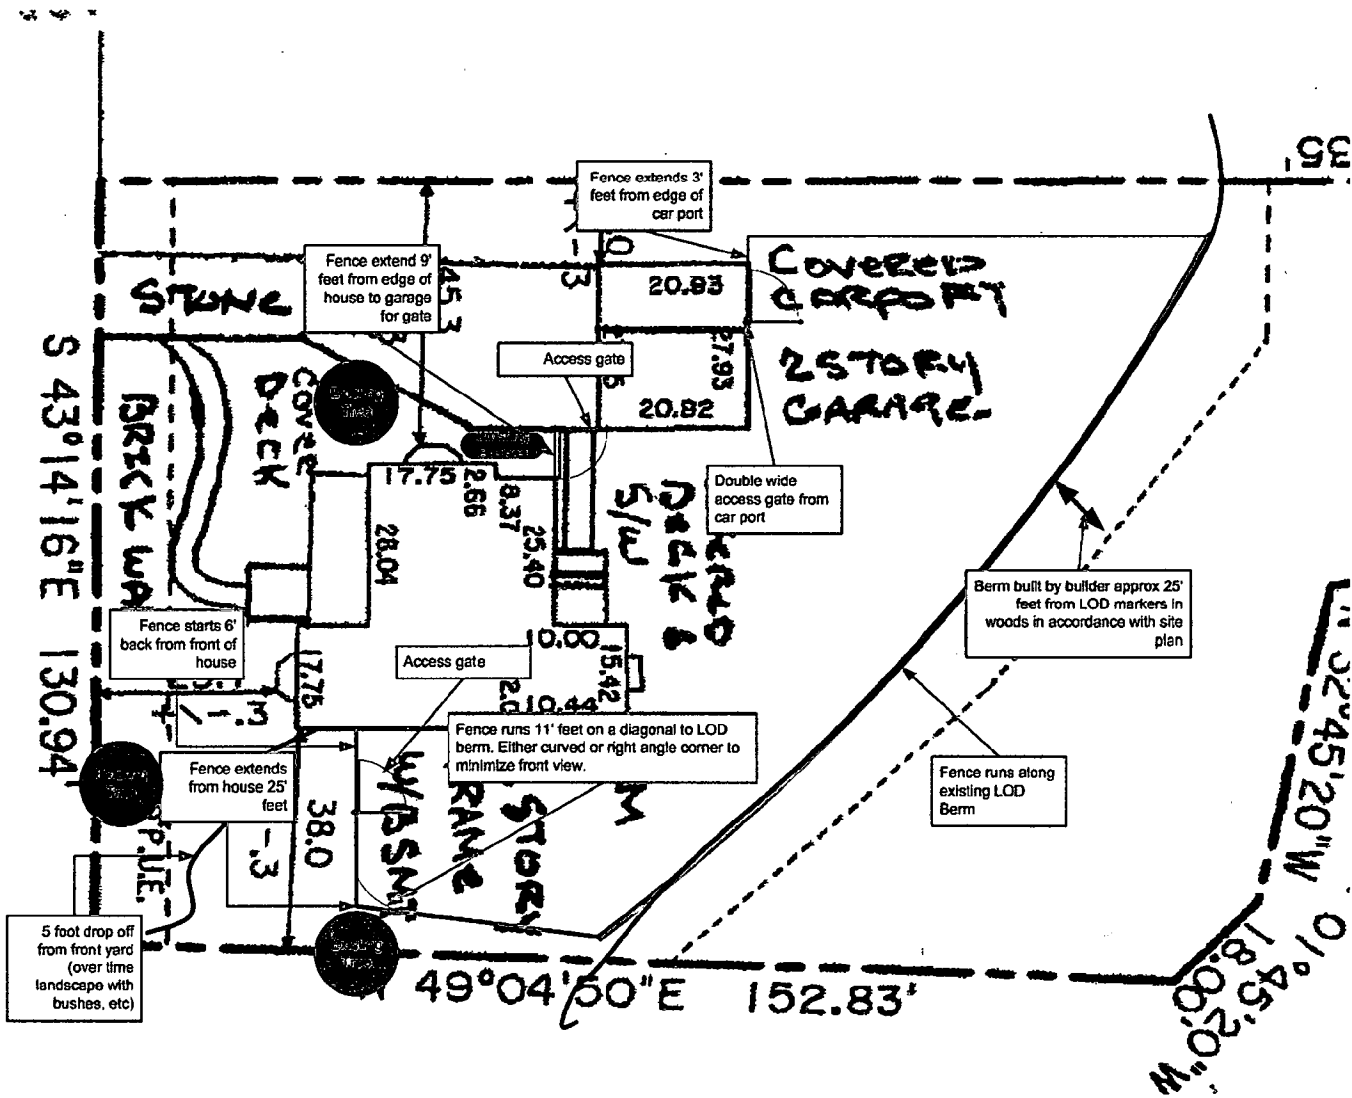 35
Fence extends 3'
feet from edge of
car port
Fence extend 9'
feet from edge of
house to garage
for gate
COVERED
CARPORT
20.83
STONE
Access gate
27.93
2 STORY
GARAGE
20.82
COVER
DECK
17.75
2.66
8.37
25.40
28.04
Double wide
access gate from
car port
DECK &
S/W
BRICK WA
S 43°14'16"E 130.94
Berm built by builder approx 25'
feet from LOD markers in
woods in accordance with site
plan
Fence starts 6'
back from front of
house
Access gate
10.00
15.42
17.75
10.44
Fence runs 11' feet on a diagonal to LOD
berm. Either curved or right angle corner to
minimize front view.
Fence extends
from house 25'
feet
Fence runs along
existing LOD
Berm
38.0
W/BSMT
STORY
P.U.E.
5 foot drop off
from front yard
(over time
landscape with
bushes, etc)
49°04'50"E 152.83'
32°45'20"W
01°45'20"W
18.00'